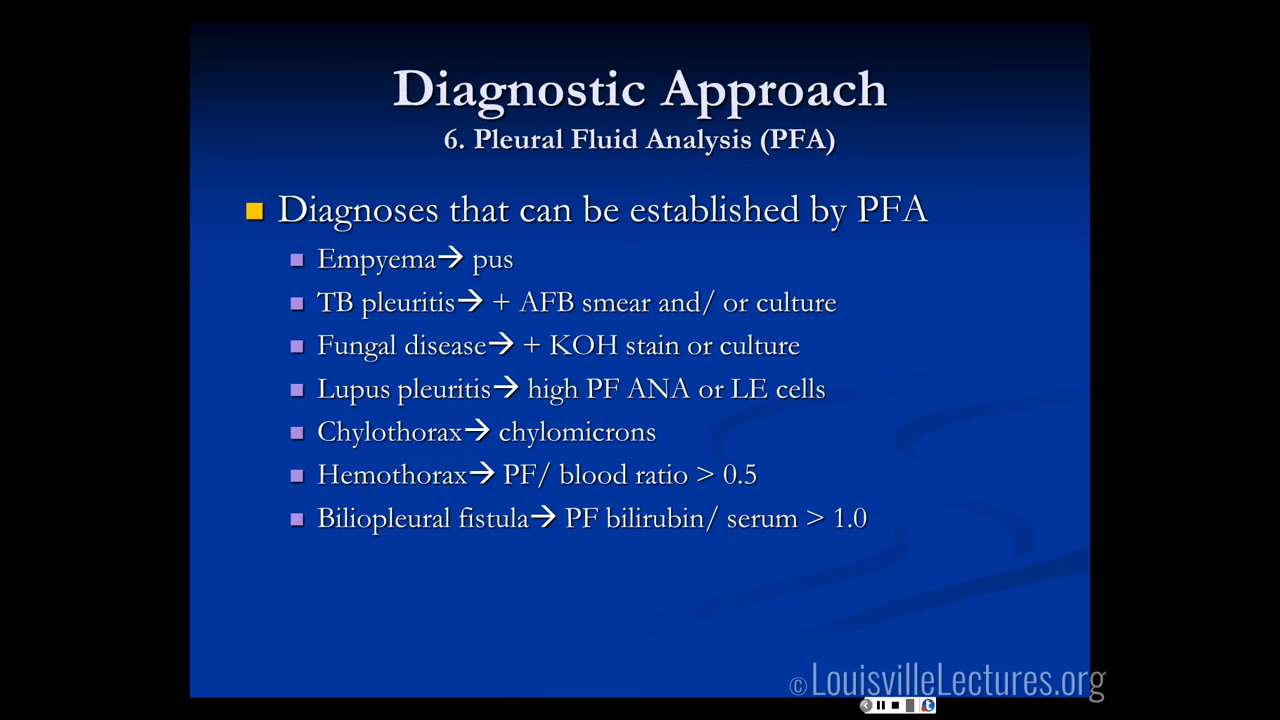 Diagnostic Approach
6. Pleural Fluid Analysis (PFA)
Diagnoses that can be established by PFA
Empyema→ pus
TB pleuritis→ + AFB smear and/ or culture
Fungal disease→ + KOH stain or culture
Lupus pleuritis→ high PF ANA or LE cells
Chylothorax→ chylomicrons
Hemothorax→ PF/ blood ratio > 0.5
Biliopleural fistula→ PF bilirubin/ serum > 1.0
© LouisvilleLectures.org